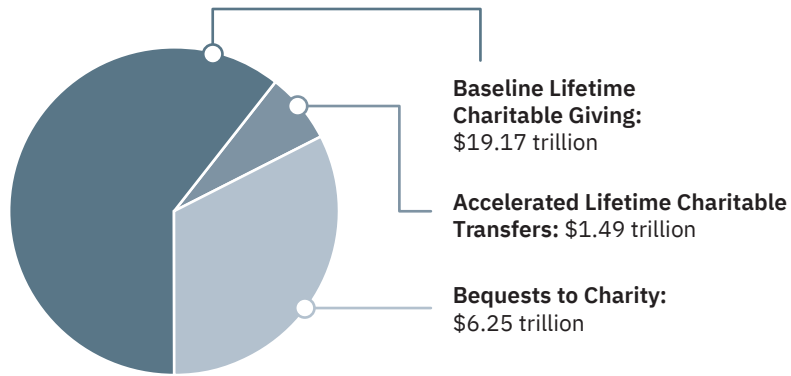 Baseline Lifetime
Charitable Giving:
$19.17 trillion
Accelerated Lifetime Charitable
Transfers: $1.49 trillion
Bequests to Charity:
$6.25 trillion